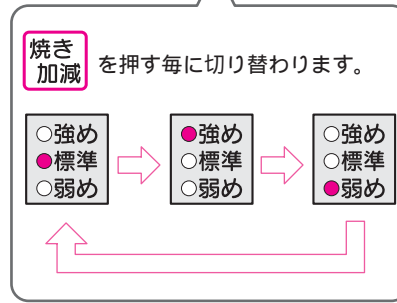 焼き
加減
を押す毎に切り替わります。
○強め
●標準
○弱め
●強め
○標準
○弱め
○強め
○標準
●弱め